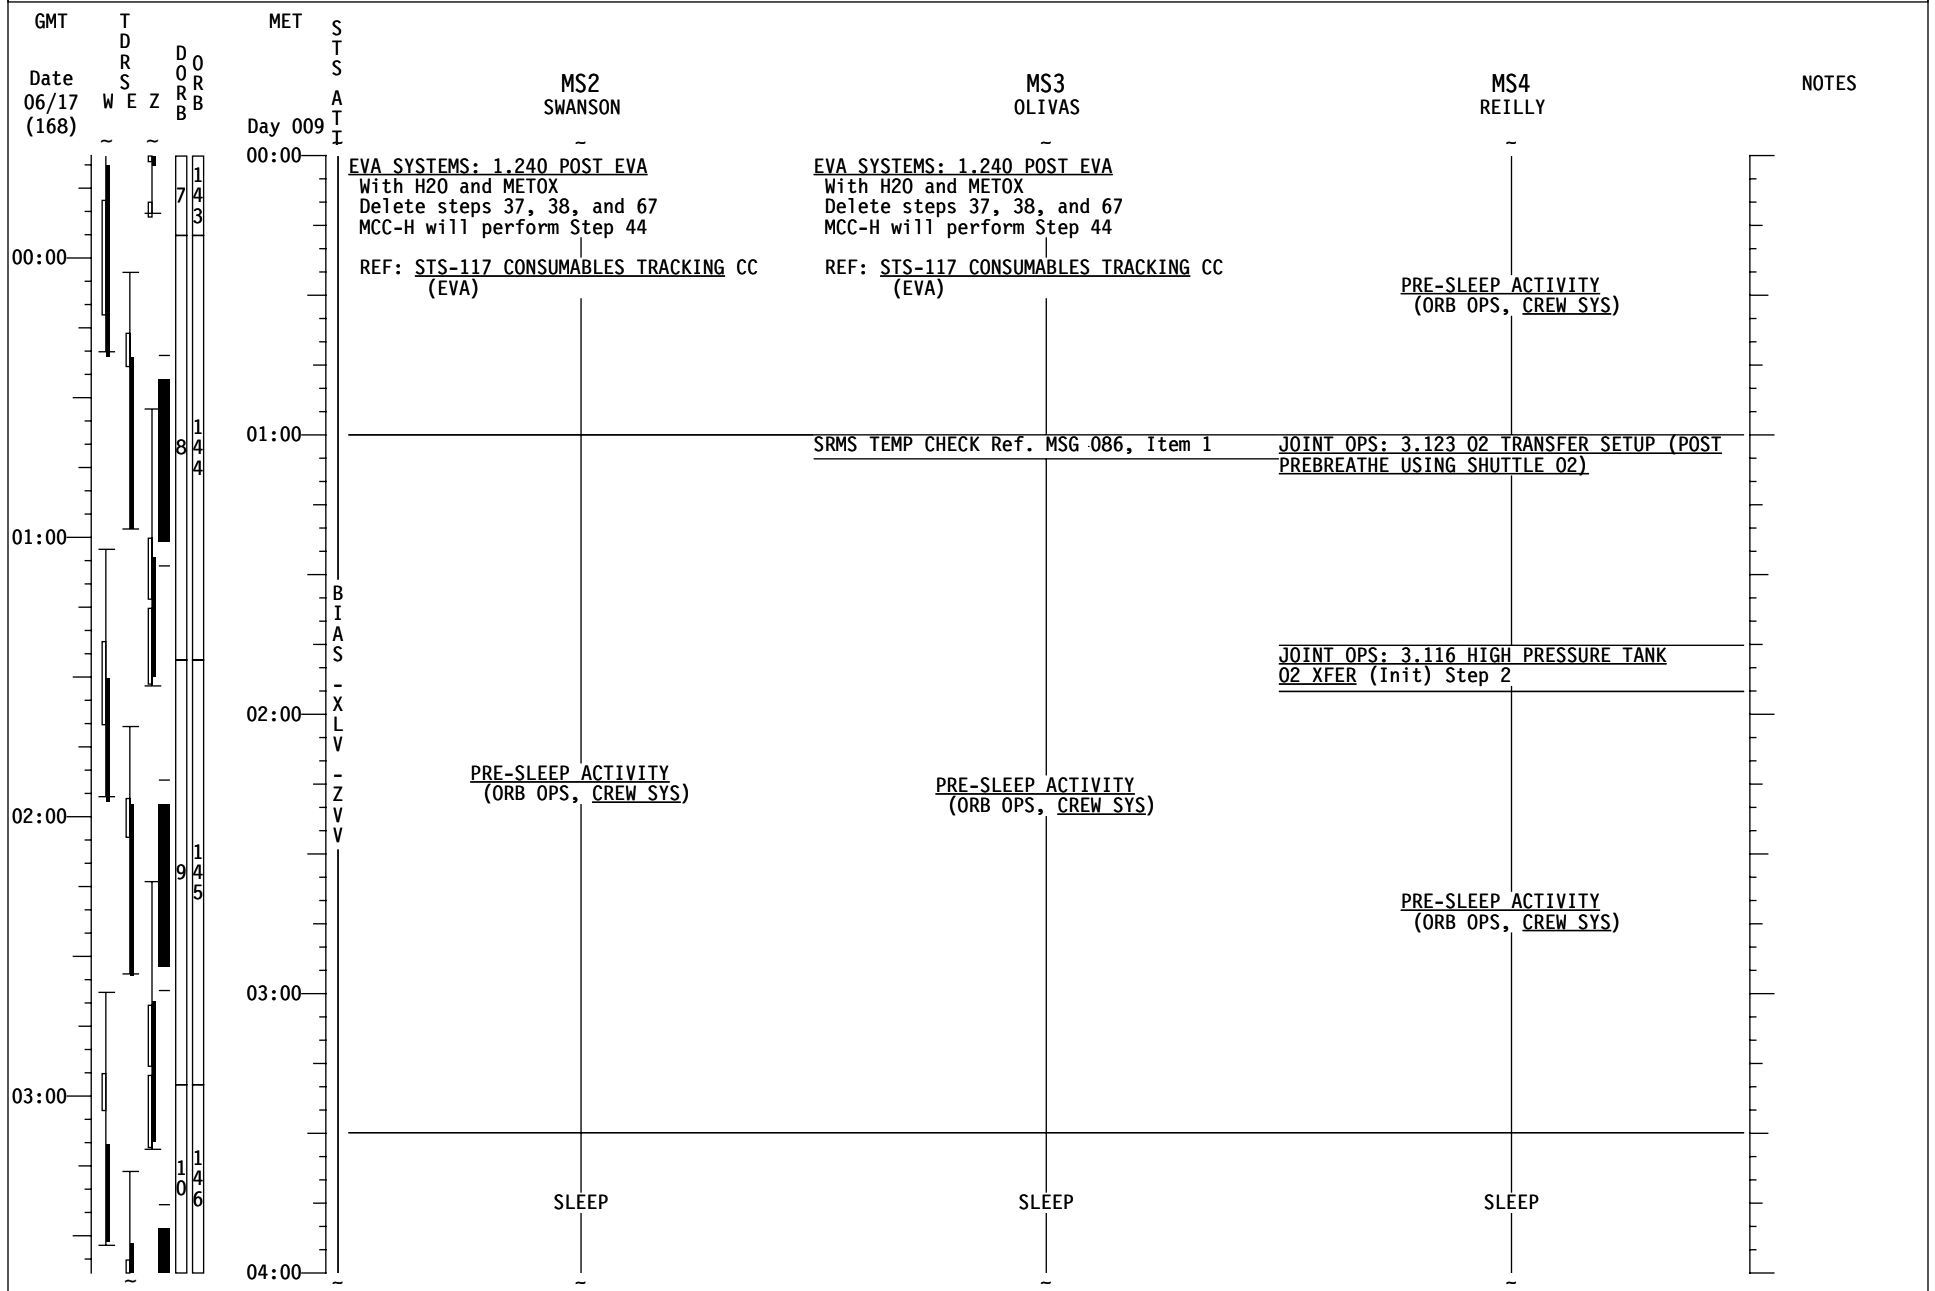 GMT
TDRS
MET
STS ATT
DORB
ORB
Date
06/17
(168)
W E Z
Day 009
MS2
SWANSON
MS3
OLIVAS
MS4
REILLY
NOTES
~ ~ ~ ~ ~
00:00
01:00
02:00
03:00
7
8
9
10
143
144
145
146
00:00
01:00
02:00
03:00
04:00
BIAS -XLV -ZVV
EVA SYSTEMS: 1.240 POST EVA
With H2O and METOX
Delete steps 37, 38, and 67
MCC-H will perform Step 44
REF: STS-117 CONSUMABLES TRACKING CC
(EVA)
PRE-SLEEP ACTIVITY
(ORB OPS, CREW SYS)
SLEEP
EVA SYSTEMS: 1.240 POST EVA
With H2O and METOX
Delete steps 37, 38, and 67
MCC-H will perform Step 44
REF: STS-117 CONSUMABLES TRACKING CC
(EVA)
SRMS TEMP CHECK Ref. MSG 086, Item 1
PRE-SLEEP ACTIVITY
(ORB OPS, CREW SYS)
SLEEP
PRE-SLEEP ACTIVITY
(ORB OPS, CREW SYS)
JOINT OPS: 3.123 O2 TRANSFER SETUP (POST
PREBREATHE USING SHUTTLE O2)
JOINT OPS: 3.116 HIGH PRESSURE TANK
O2 XFER (Init) Step 2
PRE-SLEEP ACTIVITY
(ORB OPS, CREW SYS)
SLEEP
~ ~ ~ ~ ~